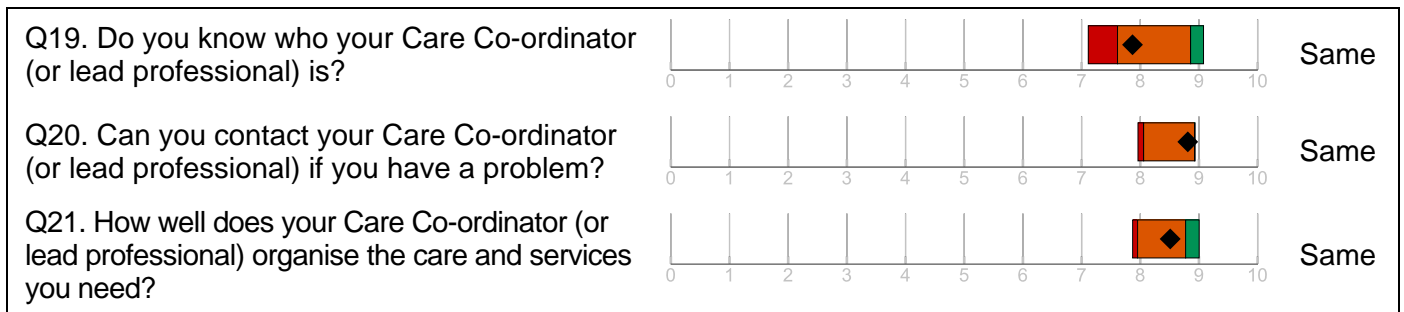 Q19. Do you know who your Care Co-ordinator
(or lead professional) is?
0 1 2 3 4 5 6 7 8 9 10
Same
Q20. Can you contact your Care Co-ordinator
(or lead professional) if you have a problem?
0 1 2 3 4 5 6 7 8 9 10
Same
Q21. How well does your Care Co-ordinator (or
lead professional) organise the care and services
you need?
0 1 2 3 4 5 6 7 8 9 10
Same